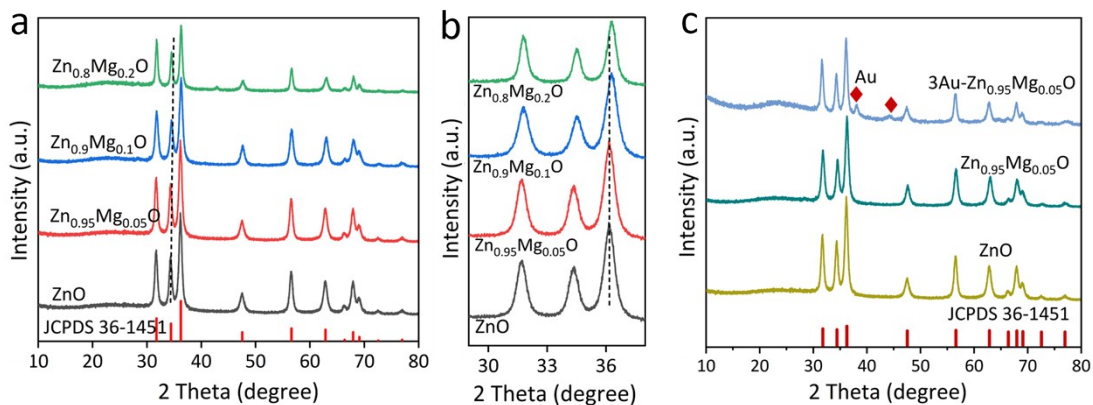 a
Intensity (a.u.)
Zn0.8Mg0.2O
Zn0.9Mg0.1O
Zn0.95Mg0.05O
ZnO
JCPDS 36-1451
10 20 30 40 50 60 70 80
2 Theta (degree)
b
Intensity (a.u.)
Zn0.8Mg0.2O
Zn0.9Mg0.1O
Zn0.95Mg0.05O
ZnO
30 32 34 36
2 Theta (degree)
c
Intensity (a.u.)
Au
3Au-Zn0.95Mg0.05O
Zn0.95Mg0.05O
ZnO
JCPDS 36-1451
10 20 30 40 50 60 70 80
2 Theta (degree)